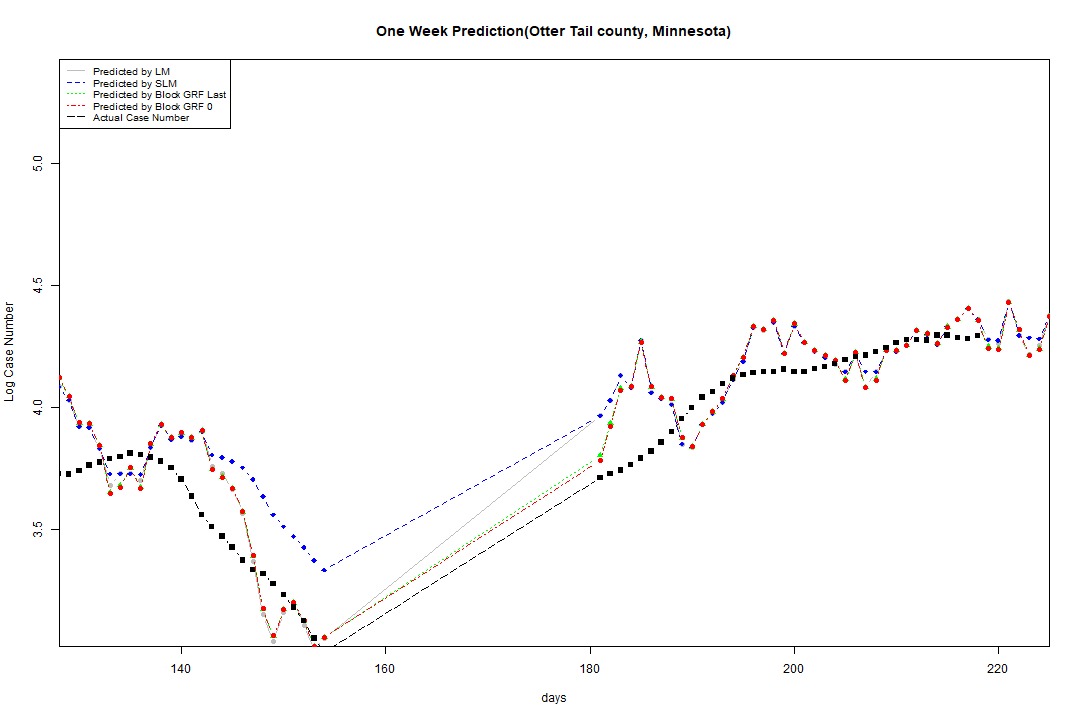 One Week Prediction(Otter Tail county, Minnesota)
Predicted by LM
Predicted by SLM
Predicted by Block GRF Last
Predicted by Block GRF 0
Actual Case Number
Log Case Number
5.0
4.5
4.0
3.5
140
160
180
200
220
days